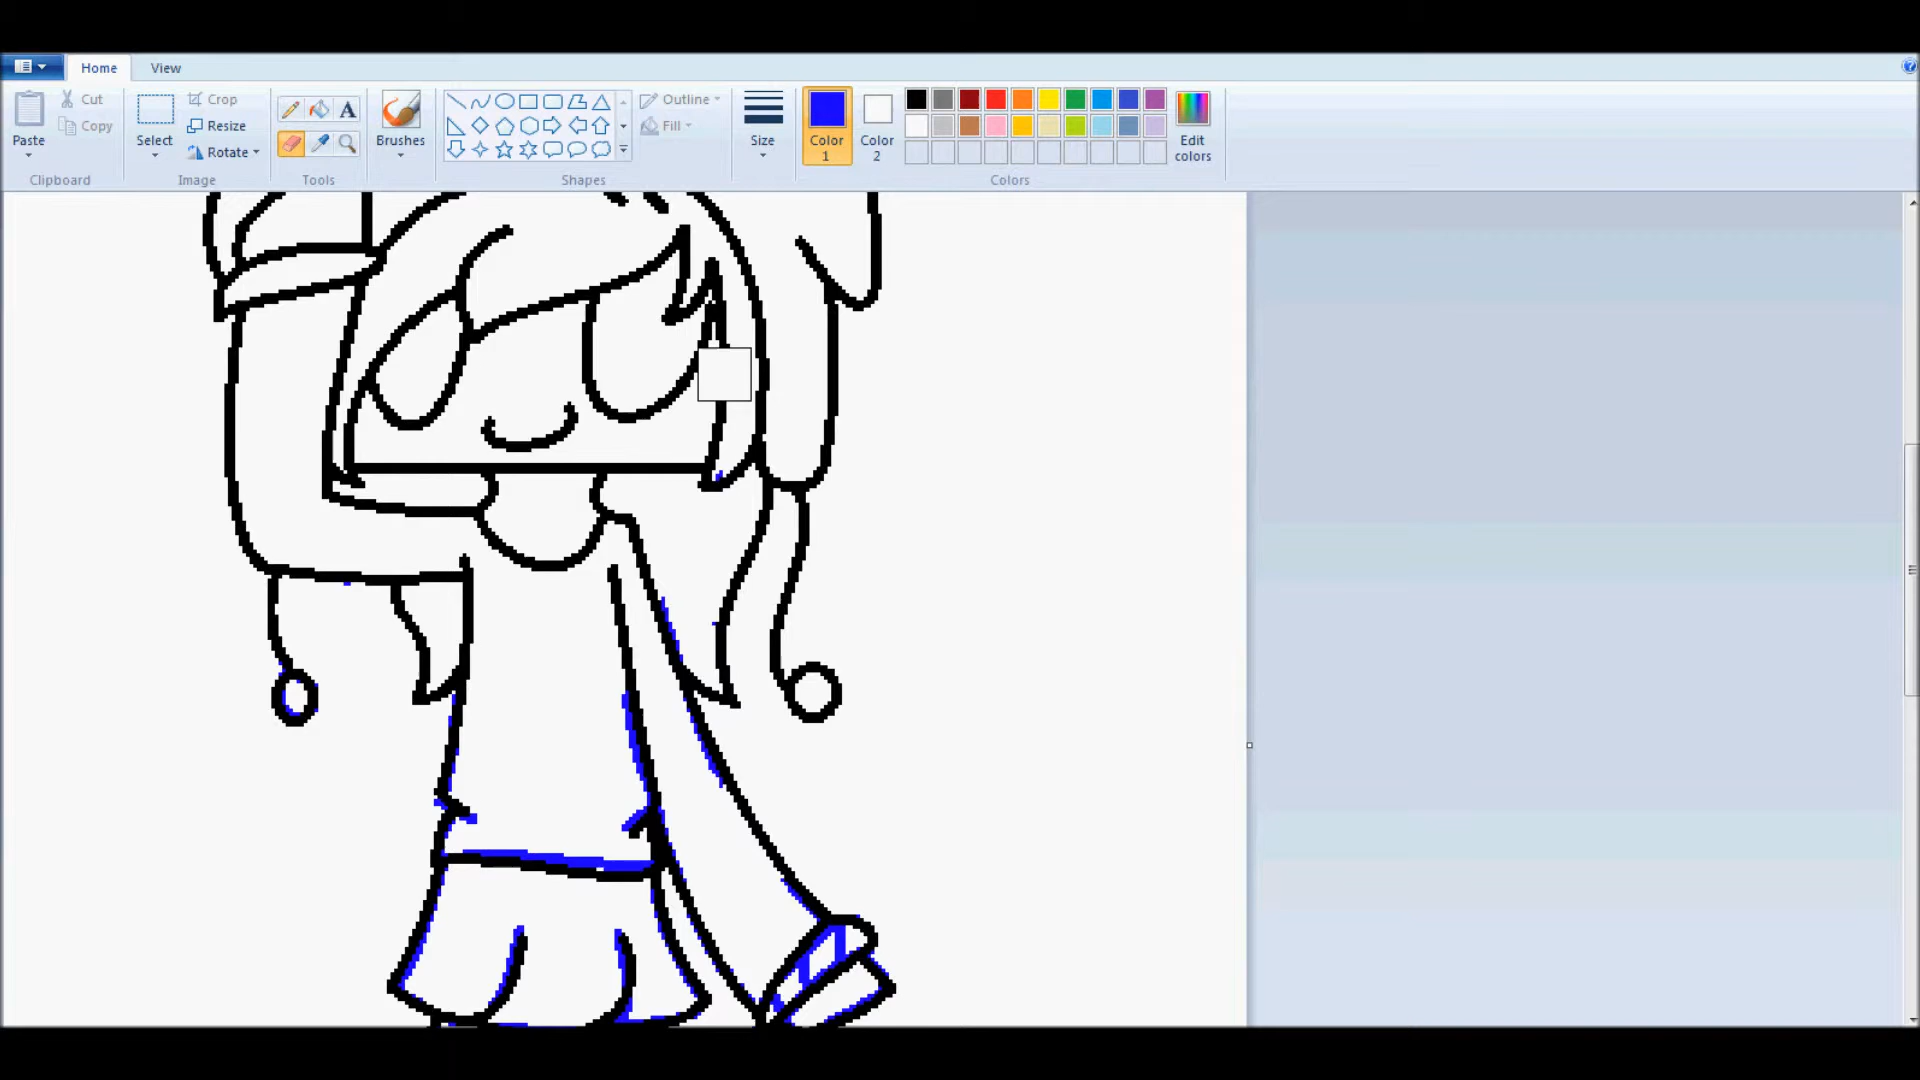 Home View
Paste Cut Copy
Clipboard
Select Crop Resize Rotate
Image
A
Tools
Brushes
Outline Fill
Shapes
Size
Color 1
Color 2
Edit colors
Colors
?